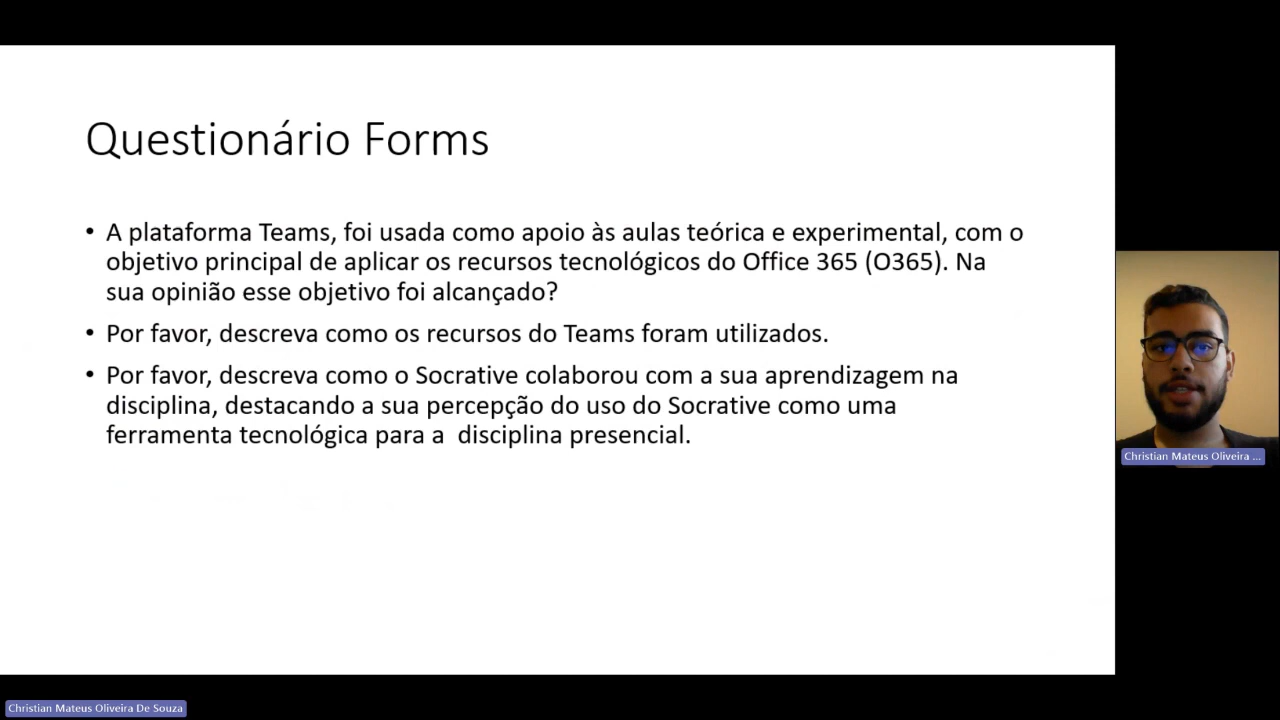 Questionário Forms
• A plataforma Teams, foi usada como apoio às aulas teórica e experimental, com o
objetivo principal de aplicar os recursos tecnológicos do Office 365 (O365). Na
sua opinião esse objetivo foi alcançado?
• Por favor, descreva como os recursos do Teams foram utilizados.
• Por favor, descreva como o Socrative colaborou com a sua aprendizagem na
disciplina, destacando a sua percepção do uso do Socrative como uma
ferramenta tecnológica para a  disciplina presencial.
Christian Mateus Oliveira ...
Christian Mateus Oliveira De Souza